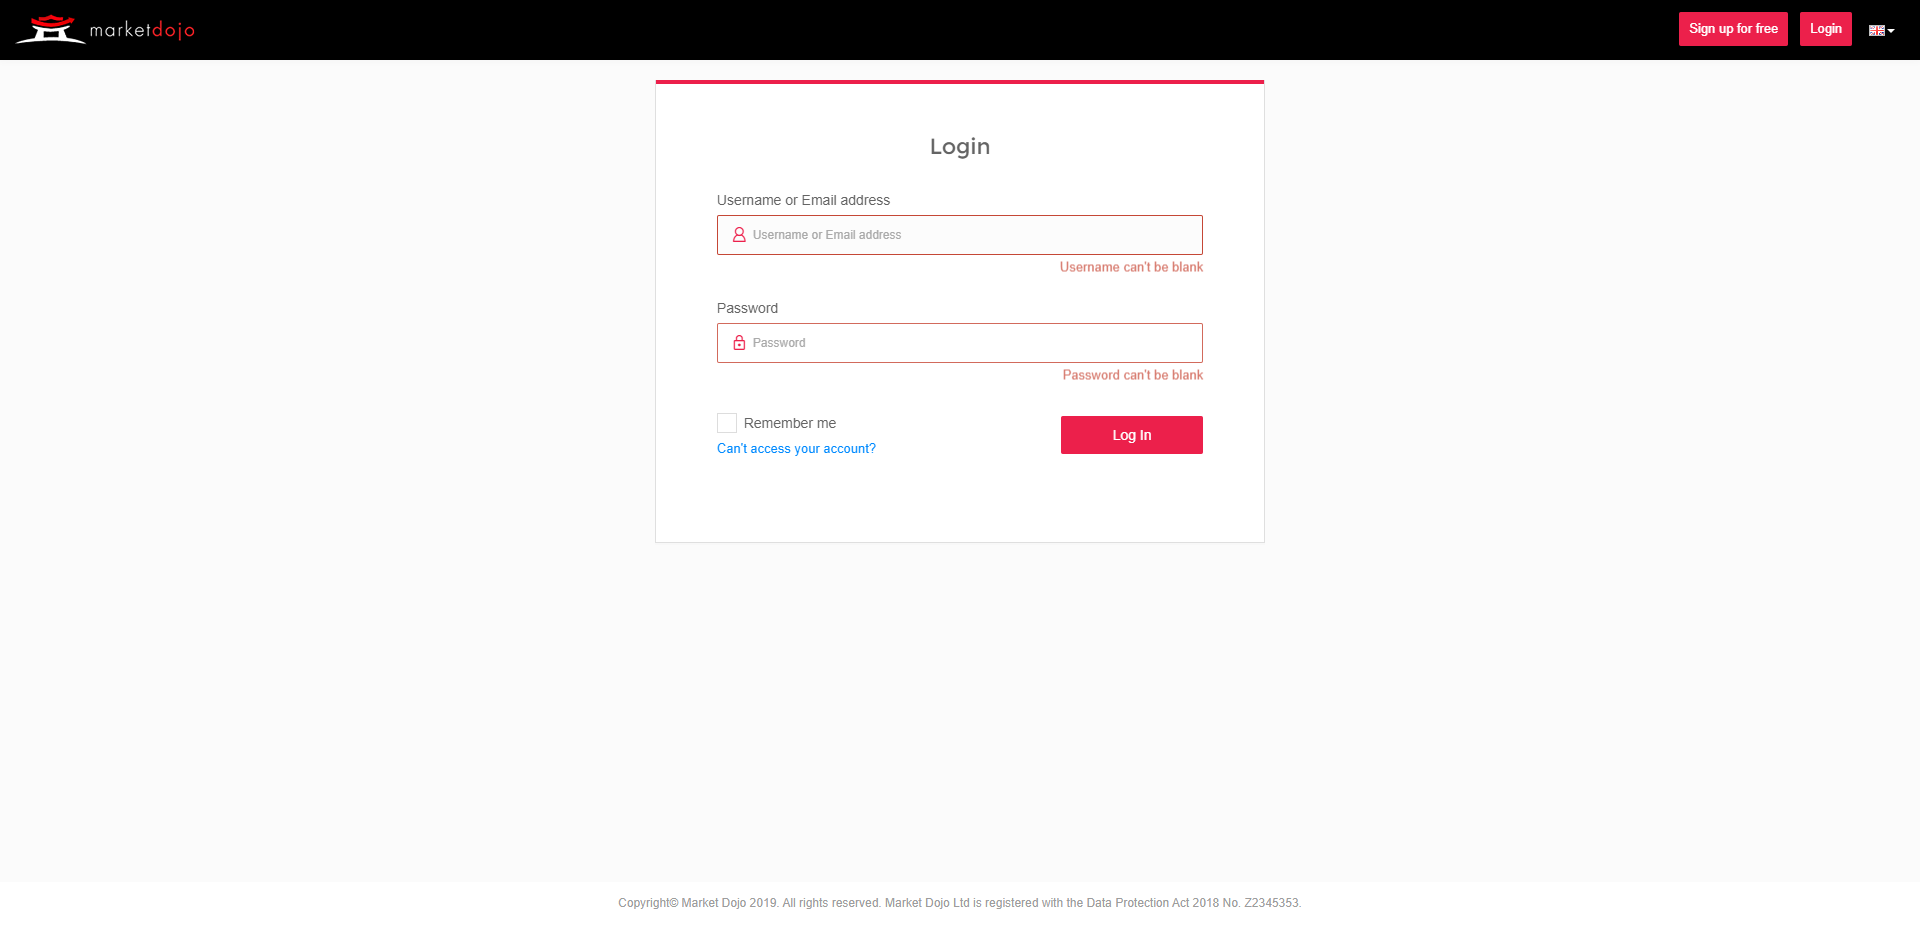 marketdojo
Sign up for free
Login
Login
Username or Email address
Username or Email address
Username can't be blank
Password
Password
Password can't be blank
Remember me
Log In
Can't access your account?
Copyright© Market Dojo 2019. All rights reserved. Market Dojo Ltd is registered with the Data Protection Act 2018 No. Z2345353.